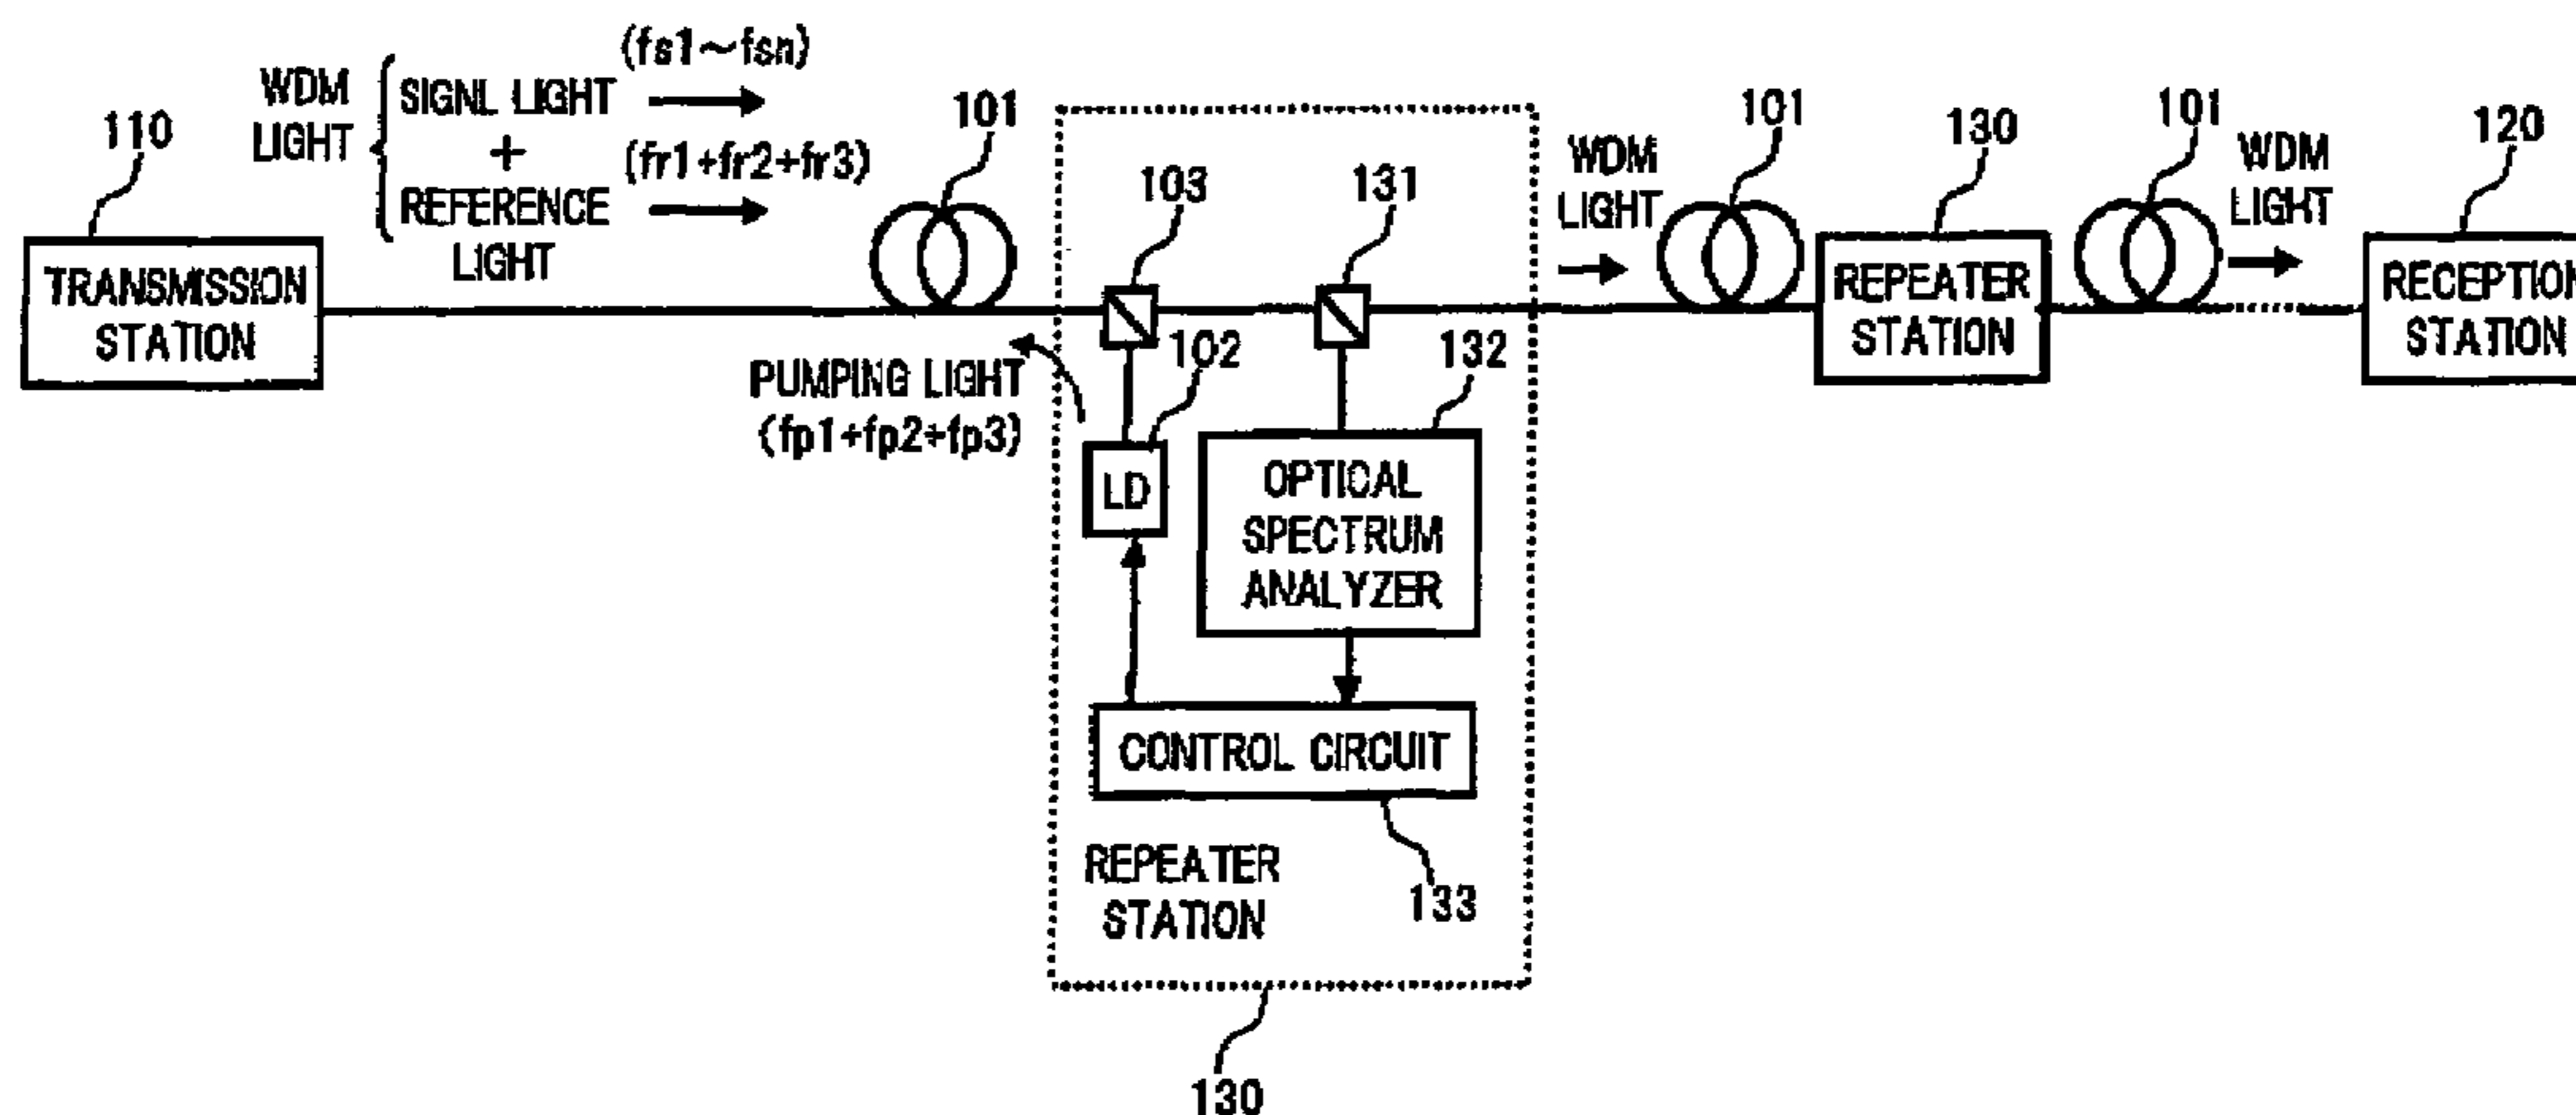 WDM
LIGHT
SIGNL LIGHT
(fs1~fsn)
+
REFERENCE
LIGHT
(fr1+fr2+fr3)
110
TRANSMISSION
STATION
101
103
131
PUMPING LIGHT
(fp1+fp2+fp3)
102
LD
132
OPTICAL
SPECTRUM
ANALYZER
CONTROL CIRCUIT
133
REPEATER
STATION
130
WDM
LIGHT
101
130
REPEATER
STATION
101
WDM
LIGHT
120
RECEPTION
STATION